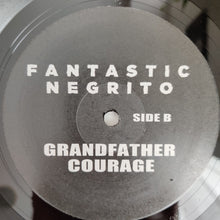 FANTASTIC
NEGRITO
SIDE B
GRANDFATHER
COURAGE